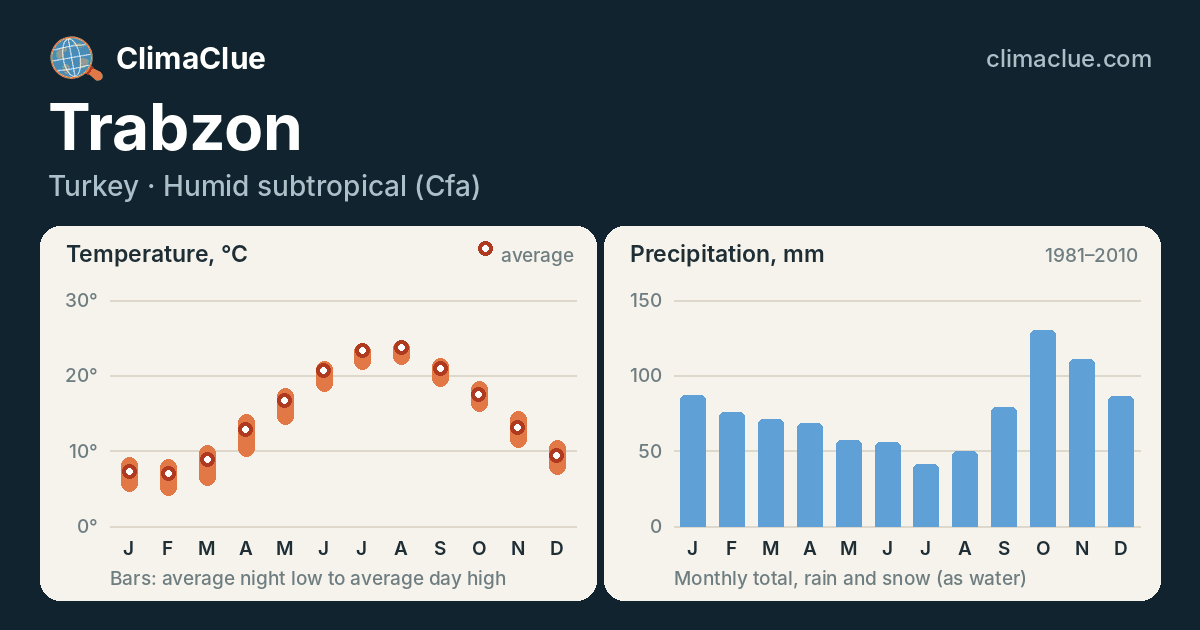 ClimaClue
climaclue.com
Trabzon
Turkey · Humid subtropical (Cfa)
Temperature, °C
average
30°
20°
10°
0°
J F M A M J J A S O N D
Bars: average night low to average day high
Precipitation, mm
1981–2010
150
100
50
0
J F M A M J J A S O N D
Monthly total, rain and snow (as water)